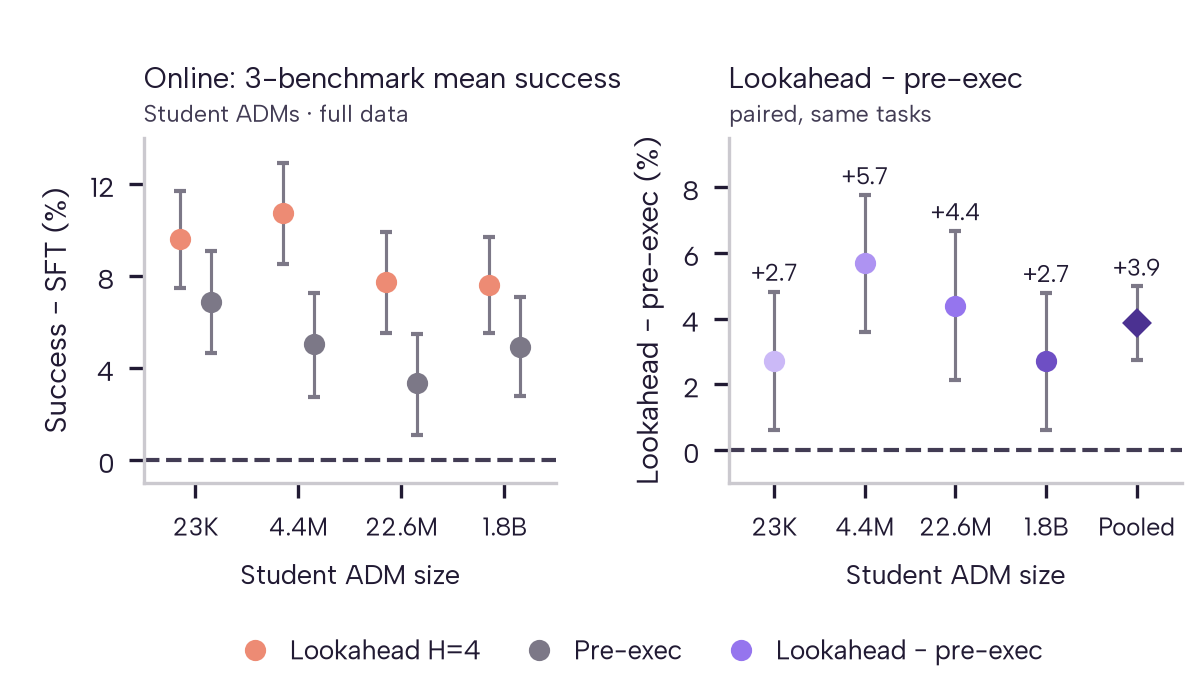 Online: 3-benchmark mean success
Student ADMs · full data
Success - SFT (%)
12
8
4
0
23K
4.4M
22.6M
1.8B
Student ADM size
Lookahead - pre-exec
paired, same tasks
Lookahead - pre-exec (%)
8
6
4
2
0
+2.7
+5.7
+4.4
+2.7
+3.9
23K
4.4M
22.6M
1.8B
Pooled
Student ADM size
Lookahead H=4
Pre-exec
Lookahead - pre-exec